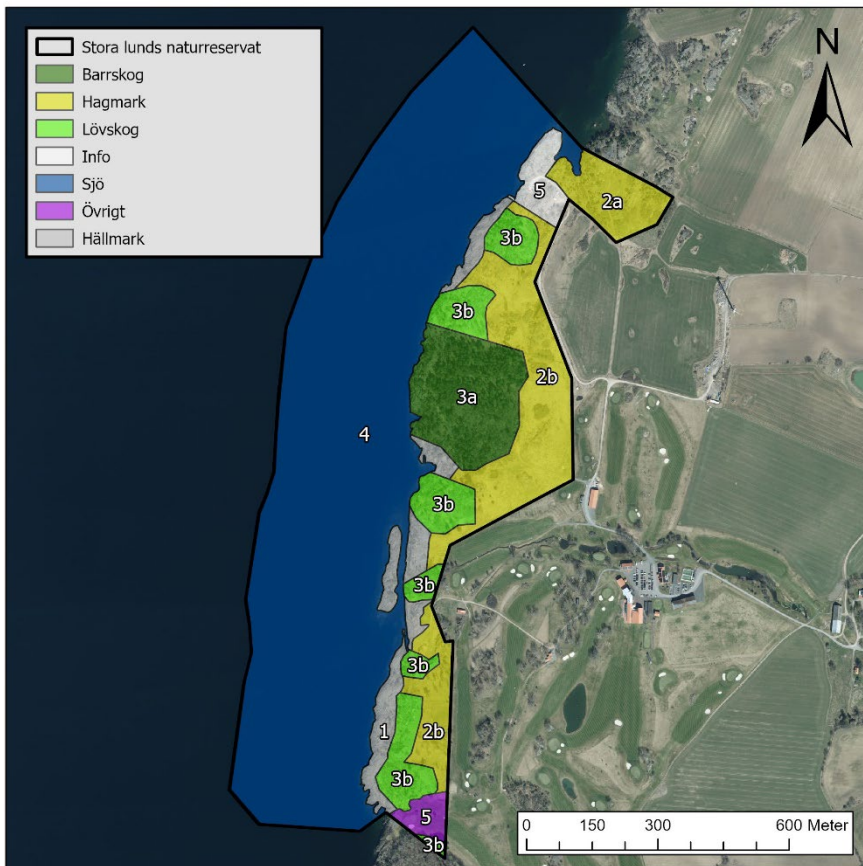 Stora lunds naturreservat
Barrskog
Hagmark
Lövskog
Info
Sjö
Övrigt
Hällmark
N
5
2a
3b
3b
2b
3a
4
3b
3b
3b
1
2b
3b
5
3b
0 150 300 600 Meter